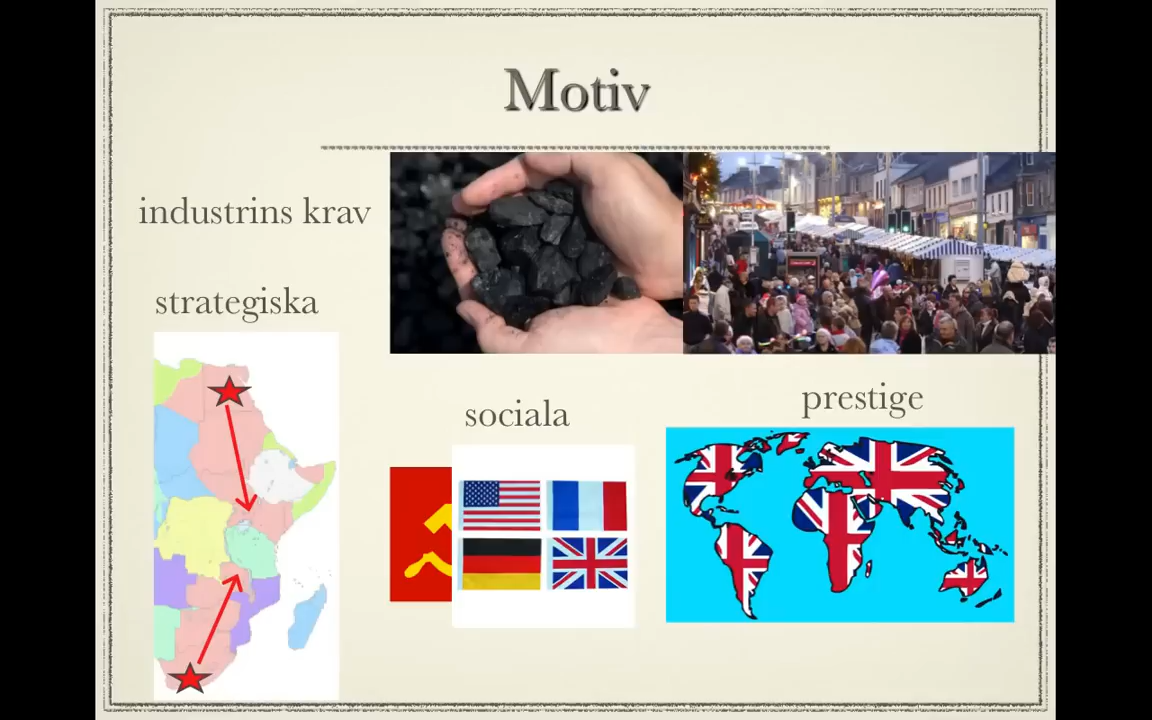 Motiv
industrins krav
strategiska
sociala
prestige